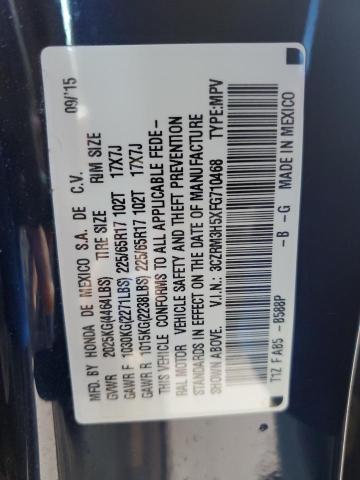 MFD. BY HONDA DE MEXICO S.A. DE C.V. 09/'15
GVWR 2025KG(4464LBS) TIRE SIZE RIM SIZE
GAWR F 1030KG(2271LBS) 225/65R17 102T 17X7J
GAWR R 1015KG(2238LBS) 225/65R17 102T 17X7J
THIS VEHICLE CONFORMS TO ALL APPLICABLE FEDE-
RAL MOTOR VEHICLE SAFETY AND THEFT PREVENTION
STANDARDS IN EFFECT ON THE DATE OF MANUFACTURE
SHOWN ABOVE. V.I.N.: 3CZRM3H5XFG710468 TYPE:MPV
T1Z F AB5 -B588P -B -G MADE IN MEXICO